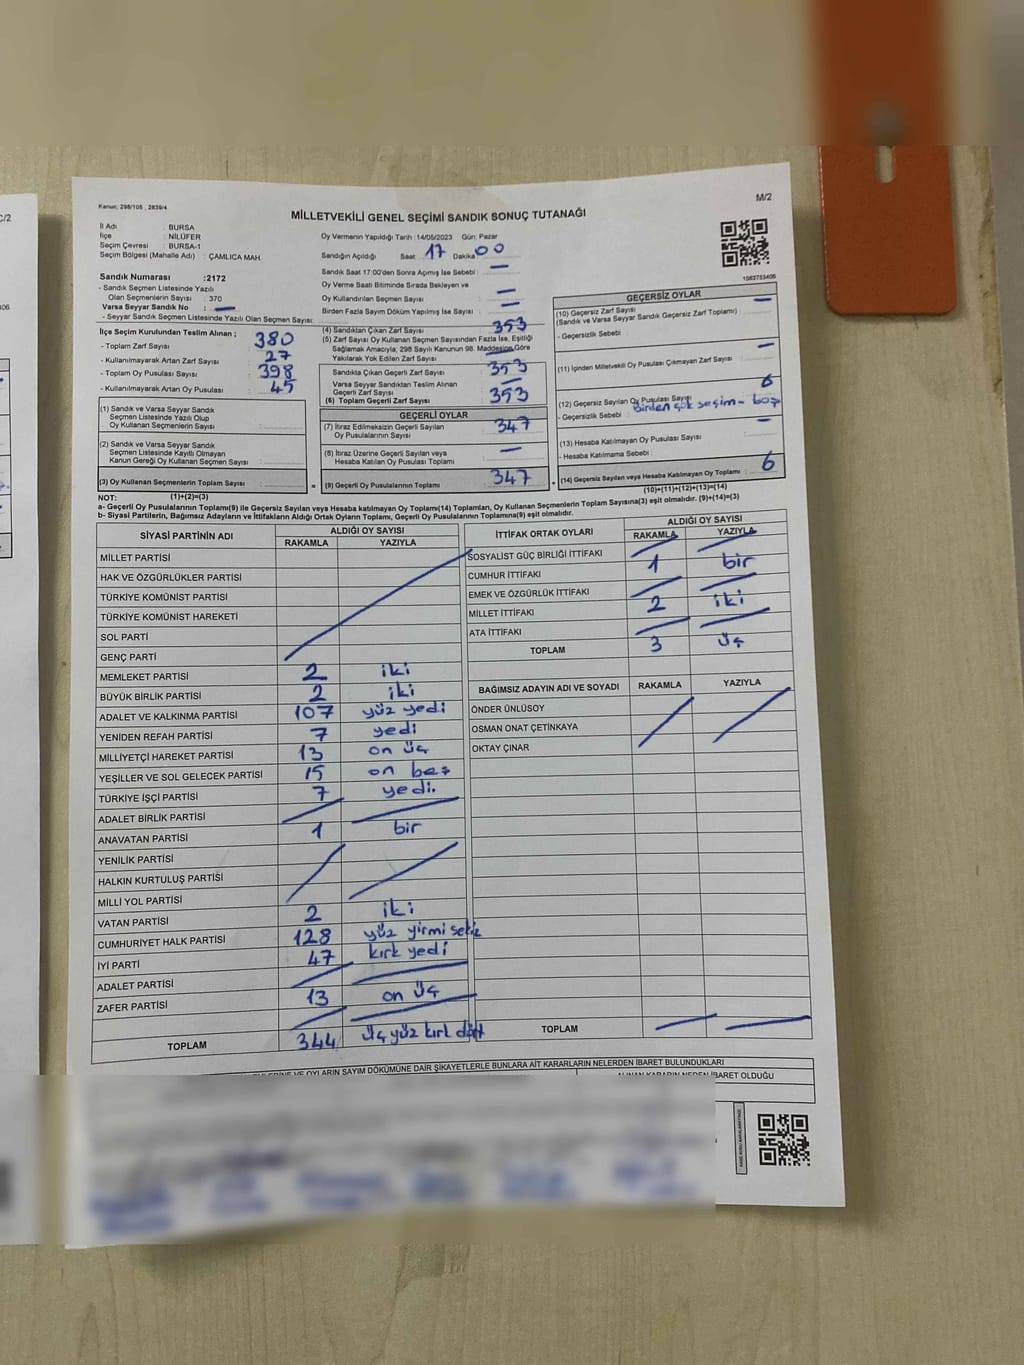 Kanun; 298/105 , 2839/4
M/2
MİLLETVEKİLİ GENEL SEÇİMİ SANDIK SONUÇ TUTANAĞI
İl Adı : BURSA
İlçe : NİLÜFER
Seçim Çevresi : BURSA-1
Seçim Bölgesi (Mahalle Adı) : ÇAMLICA MAH.
Sandık Numarası :2172
- Sandık Seçmen Listesinde Yazılı
Olan Seçmenlerin Sayısı : 370
Varsa Seyyar Sandık No : —
- Seyyar Sandık Seçmen Listesinde Yazılı Olan Seçmen Sayısı:
İlçe Seçim Kurulundan Teslim Alınan ;
- Toplam Zarf Sayısı : 380
- Kullanılmayarak Artan Zarf Sayısı : 27
- Toplam Oy Pusulası Sayısı : 398
- Kullanılmayarak Artan Oy Pusulası : 45
(1) Sandık ve Varsa Seyyar Sandık
Seçmen Listesinde Yazılı Olup
Oy Kullanan Seçmenlerin Sayısı :
(2) Sandık ve Varsa Seyyar Sandık
Seçmen Listesinde Kayıtlı Olmayan
Kanun Gereği Oy Kullanan Seçmen Sayısı :
(3) Oy Kullanan Seçmenlerin Toplam Sayısı :
Oy Vermenin Yapıldığı Tarih :14/05/2023 Gün: Pazar
Sandığın Açıldığı Saat 17 Dakika 00
Sandık Saat 17:00'den Sonra Açmış İse Sebebi : —
Oy Verme Saati Bitiminde Sırada Bekleyen ve
Oy Kullandırılan Seçmen Sayısı : —
Birden Fazla Sayım Döküm Yapılmış İse Sayısı : —
(4) Sandıktan Çıkan Zarf Sayısı : 353
(5) Zarf Sayısı Oy Kullanan Seçmen Sayısından Fazla İse, Eşitliği
Sağlamak Amacıyla; 298 Sayılı Kanunun 98. Maddesine Göre
Yakılarak Yok Edilen Zarf Sayısı : —
Sandıkta Çıkan Geçerli Zarf Sayısı : 353
Varsa Seyyar Sandıktan Teslim Alınan
Geçerli Zarf Sayısı : —
(6) Toplam Geçerli Zarf Sayısı : 353
GEÇERLİ OYLAR
(7) İtiraz Edilmeksizin Geçerli Sayılan
Oy Pusulalarının Sayısı : 347
(8) İtiraz Üzerine Geçerli Sayılan veya
Hesaba Katılan Oy Pusulası Toplamı : —
(9) Geçerli Oy Pusulalarının Toplamı : 347
1563753406
GEÇERSİZ OYLAR
(10) Geçersiz Zarf Sayısı : —
(Sandık ve Varsa Seyyar Sandık Geçersiz Zarf Toplamı)
- Geçersizlik Sebebi :
(11) İçinden Milletvekili Oy Pusulası Çıkmayan Zarf Sayısı : —
(12) Geçersiz Sayılan Oy Pusulası Sayısı : 6
- Geçersizlik Sebebi : Birden çok seçim - boş
(13) Hesaba Katılmayan Oy Pusulası Sayısı : —
- Hesaba Katılmama Sebebi :
(14) Geçersiz Sayılan veya Hesaba Katılmayan Oy Toplamı : 6
NOT: (1)+(2)=(3) (10)+(11)+(12)+(13)=(14)
a- Geçerli Oy Pusulalarının Toplamı(9) ile Geçersiz Sayılan veya Hesaba katılmayan Oy Toplamı(14) Toplamları, Oy Kullanan Seçmenlerin Toplam Sayısına(3) eşit olmalıdır. (9)+(14)=(3)
b- Siyasi Partilerin, Bağımsız Adayların ve İttifakların Aldığı Ortak Oyların Toplamı, Geçerli Oy Pusulalarının Toplamına(9) eşit olmalıdır.
SİYASİ PARTİNİN ADI ALDIĞI OY SAYISI
RAKAMLA YAZIYLA
MİLLET PARTİSİ
HAK VE ÖZGÜRLÜKLER PARTİSİ
TÜRKİYE KOMÜNİST PARTİSİ
TÜRKİYE KOMÜNİST HAREKETİ
SOL PARTİ
GENÇ PARTİ
MEMLEKET PARTİSİ 2 iki
BÜYÜK BİRLİK PARTİSİ 2 iki
ADALET VE KALKINMA PARTİSİ 107 yüz yedi
YENİDEN REFAH PARTİSİ 7 yedi
MİLLİYETÇİ HAREKET PARTİSİ 13 on üç
YEŞİLLER VE SOL GELECEK PARTİSİ 15 on beş
TÜRKİYE İŞÇİ PARTİSİ 7 yedi.
ADALET BİRLİK PARTİSİ
ANAVATAN PARTİSİ 1 bir
YENİLİK PARTİSİ
HALKIN KURTULUŞ PARTİSİ
MİLLİ YOL PARTİSİ
VATAN PARTİSİ 2 iki
CUMHURİYET HALK PARTİSİ 128 yüz yirmi sekiz
İYİ PARTİ 47 kırk yedi
ADALET PARTİSİ
ZAFER PARTİSİ 13 on üç
TOPLAM 344 üç yüz kırk dört
İTTİFAK ORTAK OYLARI ALDIĞI OY SAYISI
RAKAMLA YAZIYLA
SOSYALİST GÜÇ BİRLİĞİ İTTİFAKI
CUMHUR İTTİFAKI 1 bir
EMEK VE ÖZGÜRLÜK İTTİFAKI
MİLLET İTTİFAKI 2 iki
ATA İTTİFAKI
TOPLAM 3 üç
BAĞIMSIZ ADAYIN ADI VE SOYADI RAKAMLA YAZIYLA
ÖNDER ÜNLÜSOY
OSMAN ONAT ÇETİNKAYA
OKTAY ÇINAR
TOPLAM — —
OYLARIN SAYIM DÖKÜMÜNE DAİR ŞİKAYETLERLE BUNLARA AİT KARARLARIN NELERDEN İBARET BULUNDUKLARI
ALINAN KARARIN NEDEN İBARET OLDUĞU